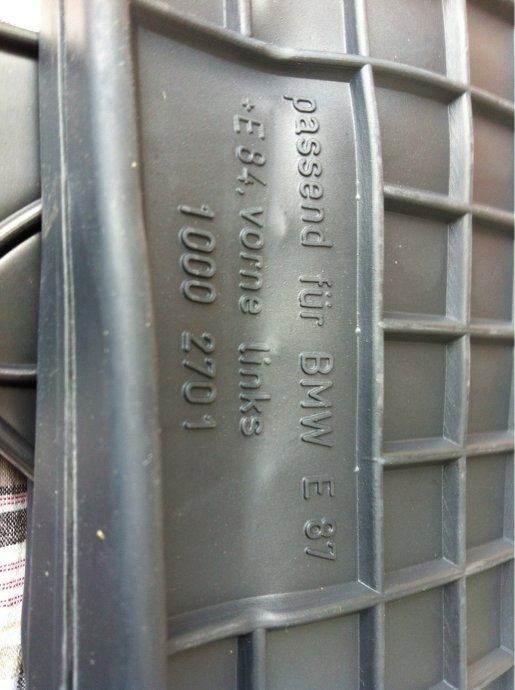 passend für BMW E 87
+E 84, vorne links
1000 2701